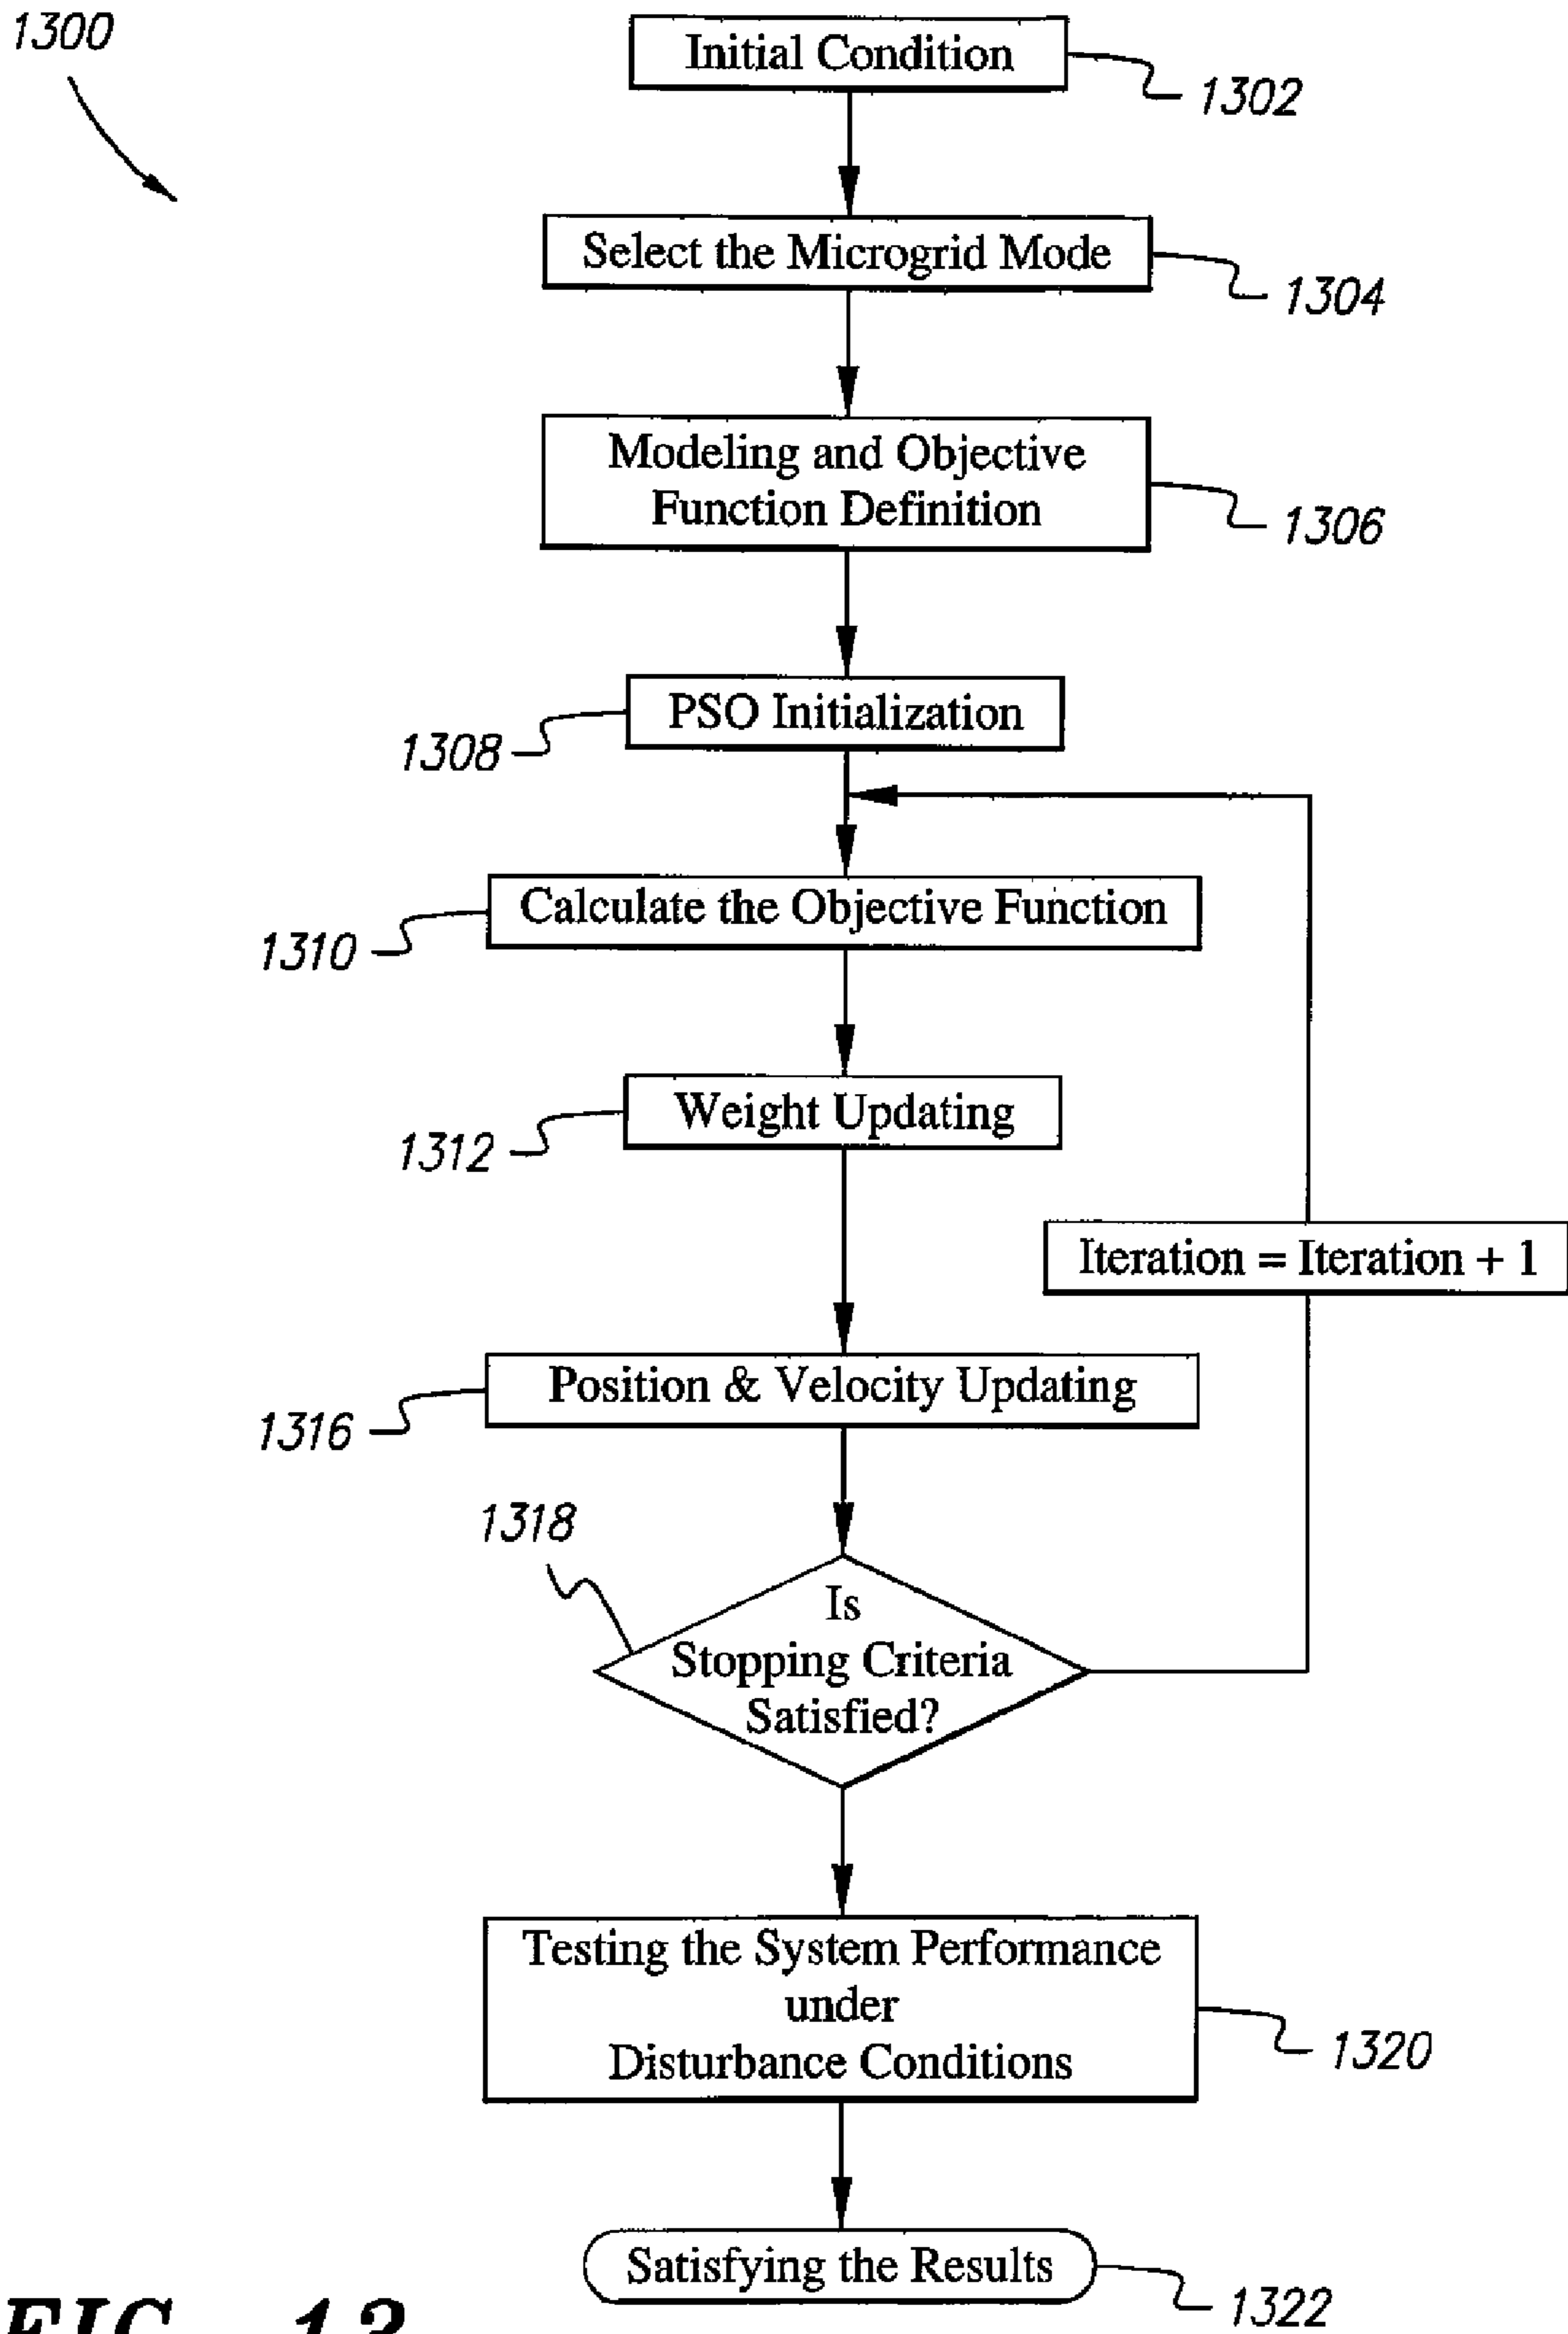 1300
Initial Condition
1302
Select the Microgrid Mode
1304
Modeling and Objective
Function Definition
1306
PSO Initialization
1308
Calculate the Objective Function
1310
Weight Updating
1312
Iteration = Iteration + 1
Position & Velocity Updating
1316
1318
Is
Stopping Criteria
Satisfied?
Testing the System Performance
under
Disturbance Conditions
1320
Satisfying the Results
1322
FIG. 13